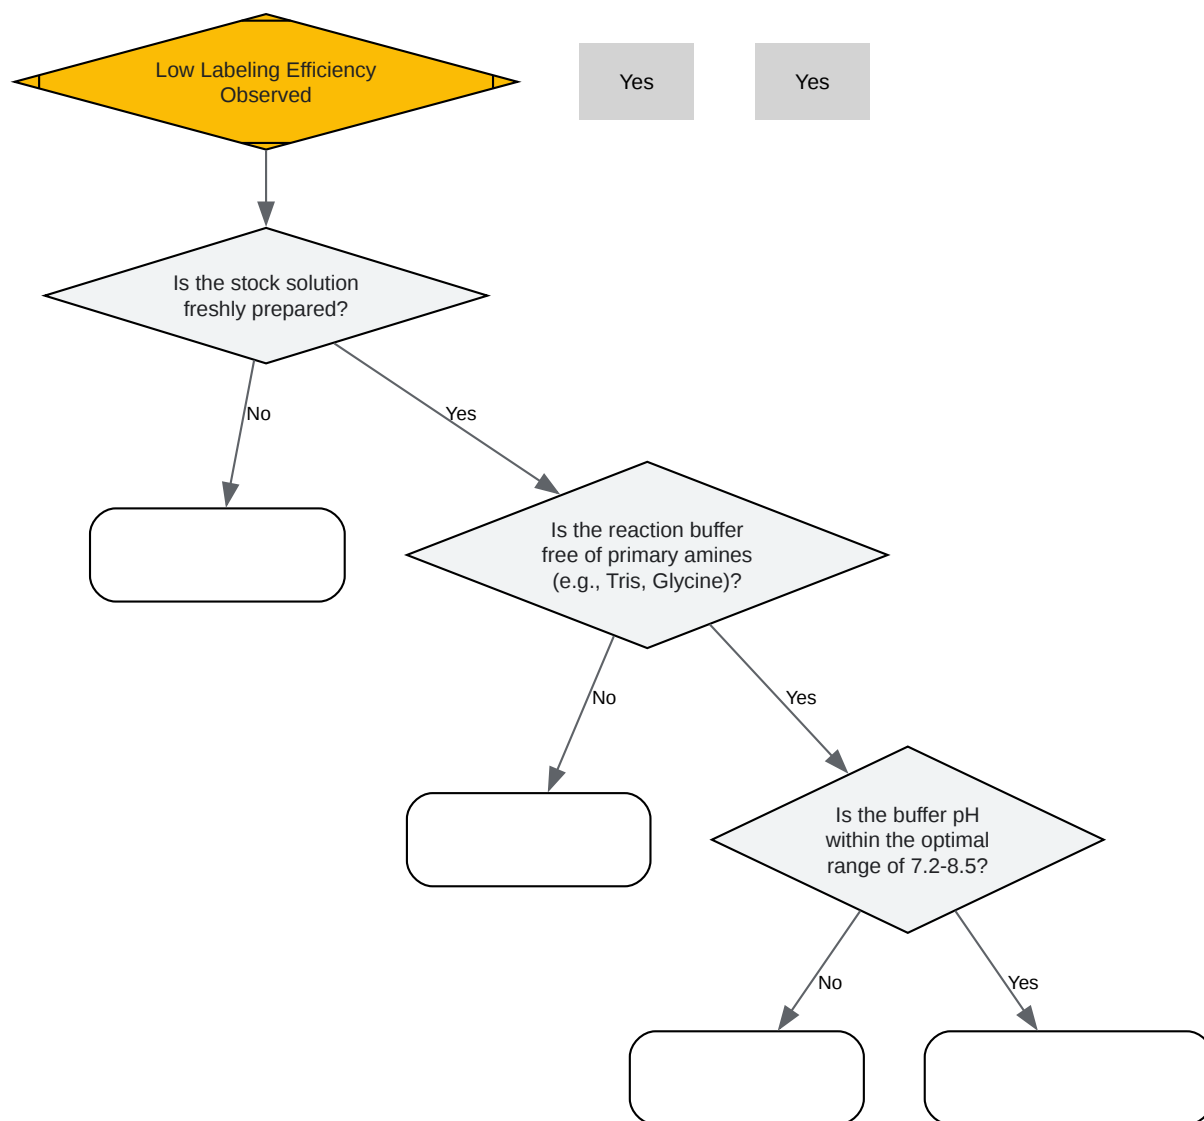 Low Labeling Efficiency
Observed
Yes
Yes
Is the stock solution
freshly prepared?
No
Yes
Is the reaction buffer
free of primary amines
(e.g., Tris, Glycine)?
No
Yes
Is the buffer pH
within the optimal
range of 7.2-8.5?
No
Yes